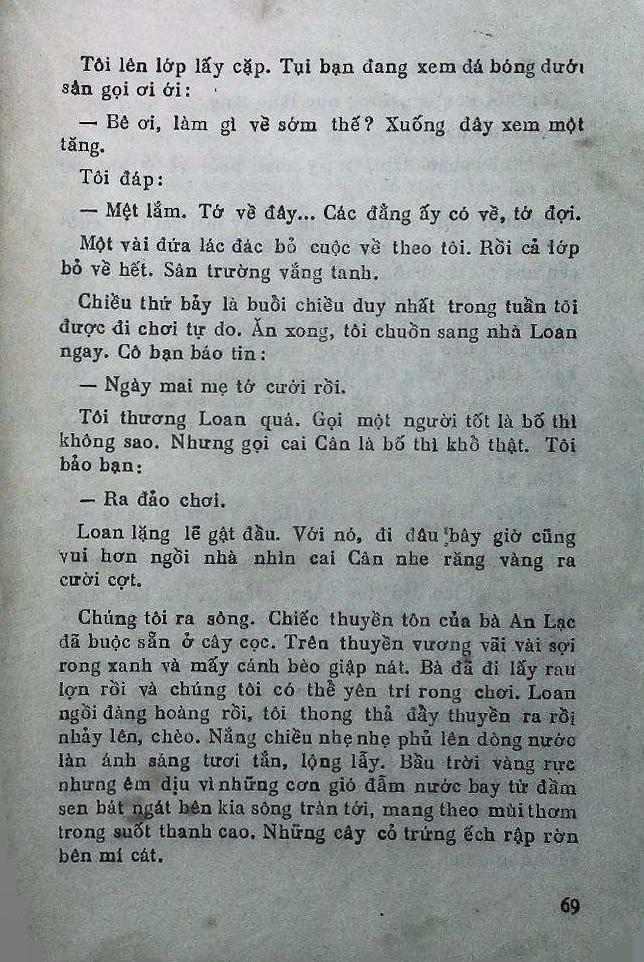 Tôi lên lớp lấy cặp. Tụi bạn đang xem đá bóng dưới
sân gọi ơi ới:
— Bê ơi, làm gì về sớm thế? Xuống đây xem một
tăng.
Tôi đáp:
— Mệt lắm. Tớ về đây... Các đằng ấy có về, tớ đợi.
Một vài đứa lác đác bỏ cuộc về theo tôi. Rồi cả lớp
bỏ về hết. Sân trường vắng tanh.
Chiều thứ bảy là buổi chiều duy nhất trong tuần tôi
được đi chơi tự do. Ăn xong, tôi chuồn sang nhà Loan
ngay. Cô bạn báo tin:
— Ngày mai mẹ tớ cưới rồi.
Tôi thương Loan quá. Gọi một người tốt là bố thì
không sao. Nhưng gọi cai Cân là bố thì khổ thật. Tôi
bảo bạn:
— Ra đảo chơi.
Loan lặng lẽ gật đầu. Với nó, đi đâu bây giờ cũng
vui hơn ngồi nhà nhìn cai Cân nhe răng vàng ra
cười cợt.
Chúng tôi ra sông. Chiếc thuyền tôn của bà An Lạc
đã buộc sẵn ở cây cọc. Trên thuyền vương vãi vài sợi
rong xanh và mấy cánh bèo giập nát. Bà đã đi lấy rau
lợn rồi và chúng tôi có thể yên trí rong chơi. Loan
ngồi đàng hoàng rồi, tôi thong thả đẩy thuyền ra rồi
nhảy lên, chèo. Nắng chiều nhẹ nhẹ phủ lên dòng nước
làn ánh sáng tươi tắn, lộng lẫy. Bầu trời vàng rực
nhưng êm dịu vì những cơn gió đẫm nước bay từ đầm
sen bát ngát bên kia sông tràn tới, mang theo mùi thơm
trong suốt thanh cao. Những cây cỏ trứng ếch rập rờn
bên mí cát.
69